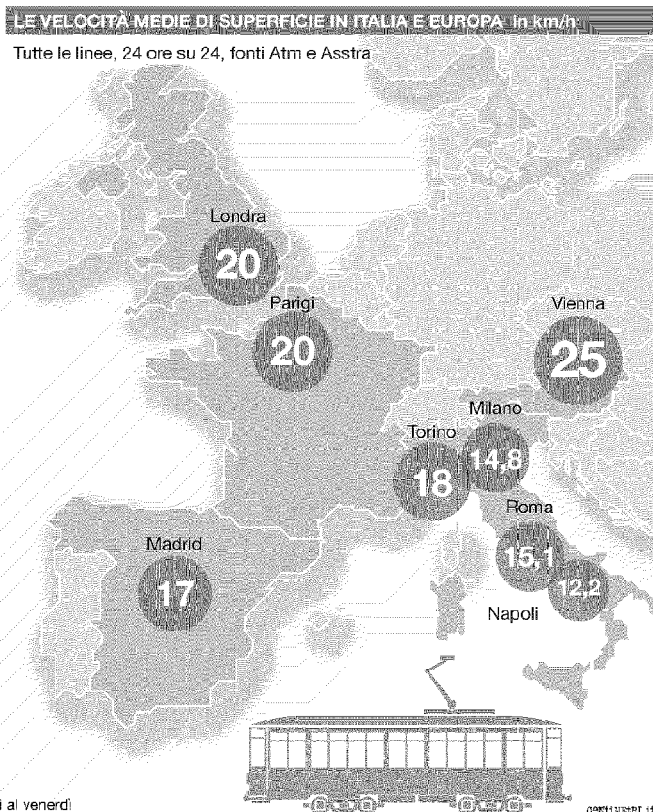 LE VELOCITÀ MEDIE DI SUPERFICIE IN ITALIA E EUROPA In km/h
Tutte le linee, 24 ore su 24, fonti Atm e Asstra
Londra
20
Parigi
20
Vienna
25
Milano
14,8
Torino
18
Roma
15,1
Madrid
17
12,2
Napoli
i al venerdì